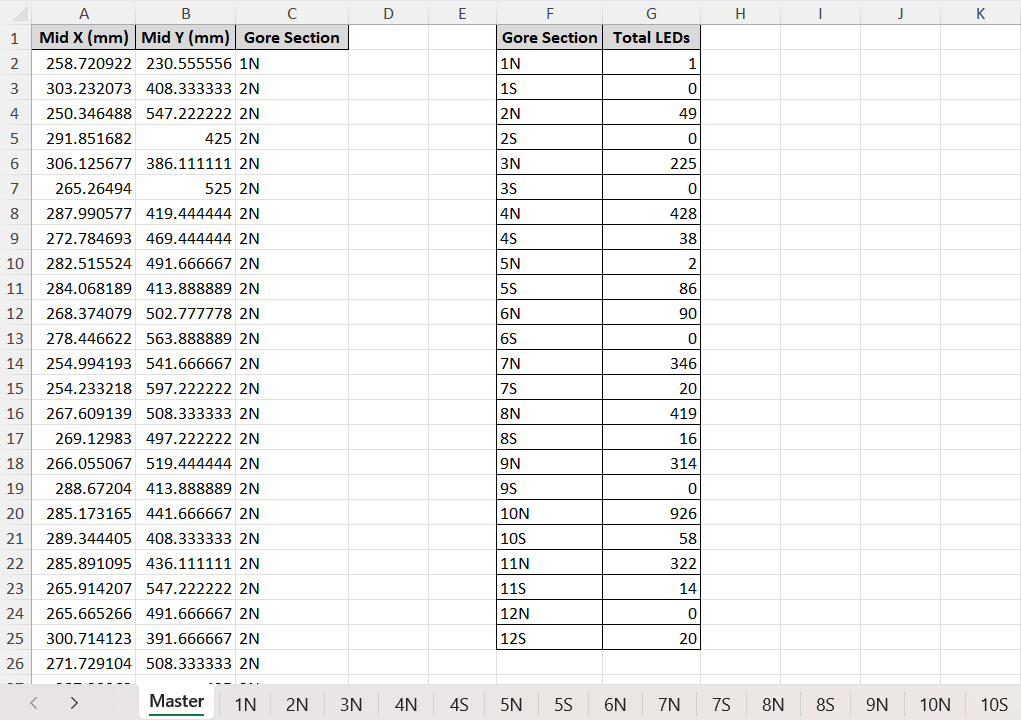 A B C D E F G H I J K
1 Mid X (mm) Mid Y (mm) Gore Section Gore Section Total LEDs
2 258.720922 230.555556 1N 1N 1
3 303.232073 408.333333 2N 1S 0
4 250.346488 547.222222 2N 2N 49
5 291.851682 425 2N 2S 0
6 306.125677 386.111111 2N 3N 225
7 265.26494 525 2N 3S 0
8 287.990577 419.444444 2N 4N 428
9 272.784693 469.444444 2N 4S 38
10 282.515524 491.666667 2N 5N 2
11 284.068189 413.888889 2N 5S 86
12 268.374079 502.777778 2N 6N 90
13 278.446622 563.888889 2N 6S 0
14 254.994193 541.666667 2N 7N 346
15 254.233218 597.222222 2N 7S 20
16 267.609139 508.333333 2N 8N 419
17 269.12983 497.222222 2N 8S 16
18 266.055067 519.444444 2N 9N 314
19 288.67204 413.888889 2N 9S 0
20 285.173165 441.666667 2N 10N 926
21 289.344405 408.333333 2N 10S 58
22 285.891095 436.111111 2N 11N 322
23 265.914207 547.222222 2N 11S 14
24 265.665266 491.666667 2N 12N 0
25 300.714123 391.666667 2N 12S 20
26 271.729104 508.333333 2N
Master 1N 2N 3N 4N 4S 5N 5S 6N 7N 7S 8N 8S 9N 10N 10S